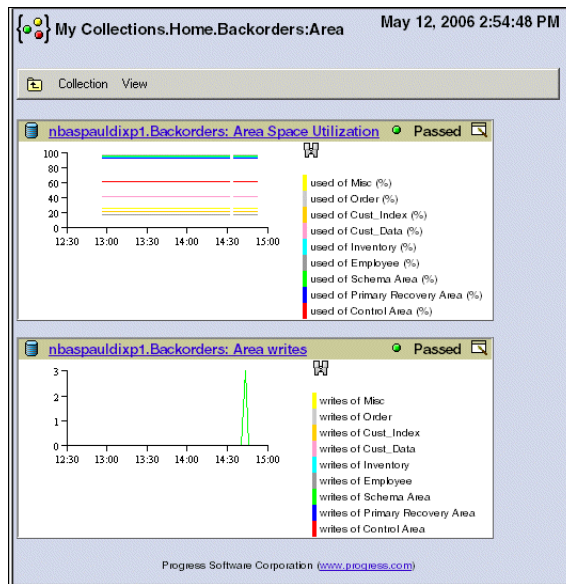 My Collections.Home.Backorders:Area
May 12, 2006 2:54:48 PM
Collection View
nbaspauldixp1.Backorders: Area Space Utilization
Passed
100
80
60
40
20
0
12:30 13:00 13:30 14:00 14:30 15:00
used of Misc (%)
used of Order (%)
used of Cust_Index (%)
used of Cust_Data (%)
used of Inventory (%)
used of Employee (%)
used of Schema Area (%)
used of Primary Recovery Area (%)
used of Control Area (%)
nbaspauldixp1.Backorders: Area writes
Passed
3
2
1
0
12:30 13:00 13:30 14:00 14:30 15:00
writes of Misc
writes of Order
writes of Cust_Index
writes of Cust_Data
writes of Inventory
writes of Employee
writes of Schema Area
writes of Primary Recovery Area
writes of Control Area
Progress Software Corporation (www.progress.com)